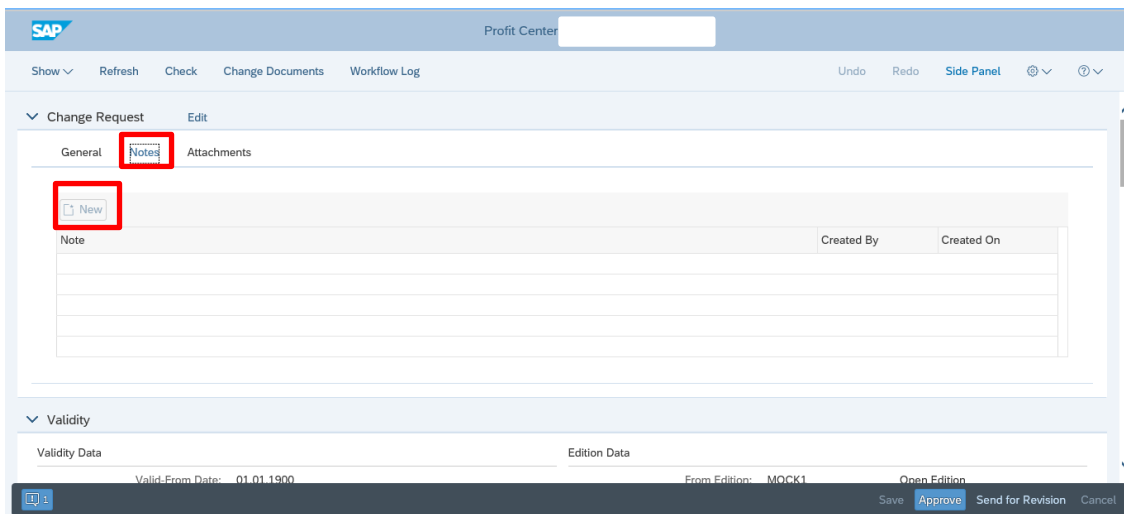 SAP
Profit Center
Show Refresh Check Change Documents Workflow Log Undo Redo Side Panel
Change Request Edit
General Notes Attachments
New
Note Created By Created On
Validity
Validity Data Edition Data
Valid-From Date: 01.01.1900 From Edition: MOCK1 Open Edition
1 Save Approve Send for Revision Cancel